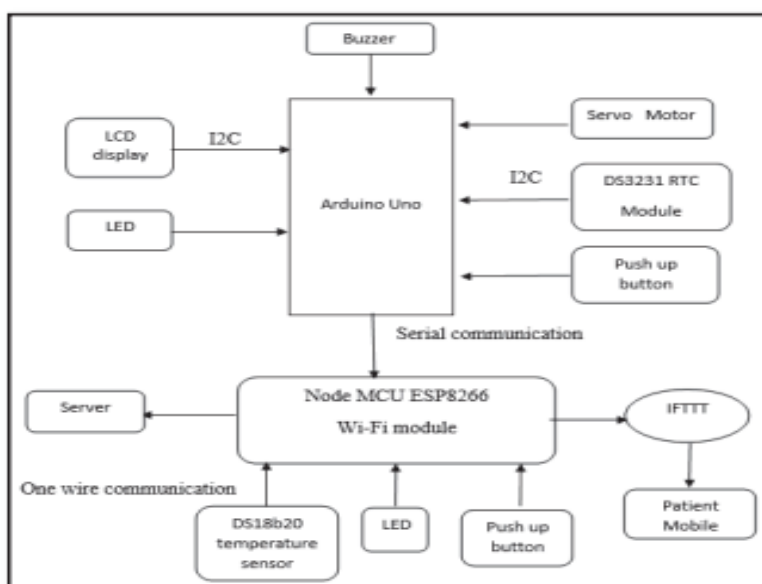 Buzzer
LCD
display
I2C
Servo Motor
Arduino Uno
I2C
DS3231 RTC
Module
LED
Push up
button
Serial communication
Node MCU ESP8266
Wi-Fi module
Server
IFTTT
One wire communication
DS18b20
temperature
sensor
LED
Push up
button
Patient
Mobile